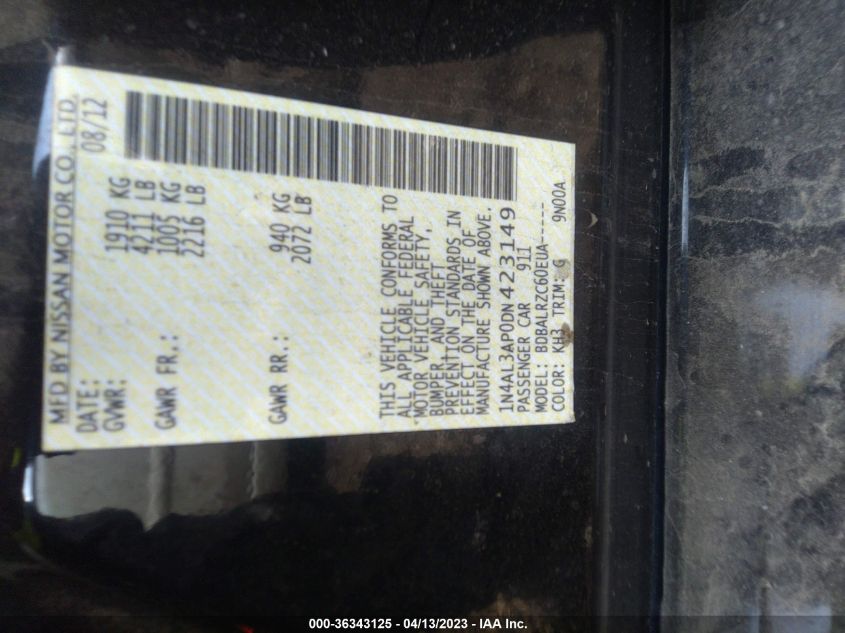 MFD BY NISSAN MOTOR CO., LTD.
DATE: 08/12
GVWR: 1910 KG
4211 LB
GAWR FR.: 1005 KG
2216 LB
GAWR RR.: 940 KG
2072 LB
THIS VEHICLE CONFORMS TO
ALL APPLICABLE FEDERAL
MOTOR VEHICLE SAFETY,
BUMPER, AND THEFT
PREVENTION STANDARDS IN
EFFECT ON THE DATE OF
MANUFACTURE SHOWN ABOVE.
1N4AL3AP0DN423149
PASSENGER CAR 911
MODEL: BDBALRZC60EUA-----
COLOR: KH3 TRIM: G 9N00A
000-36343125 - 04/13/2023 - IAA Inc.